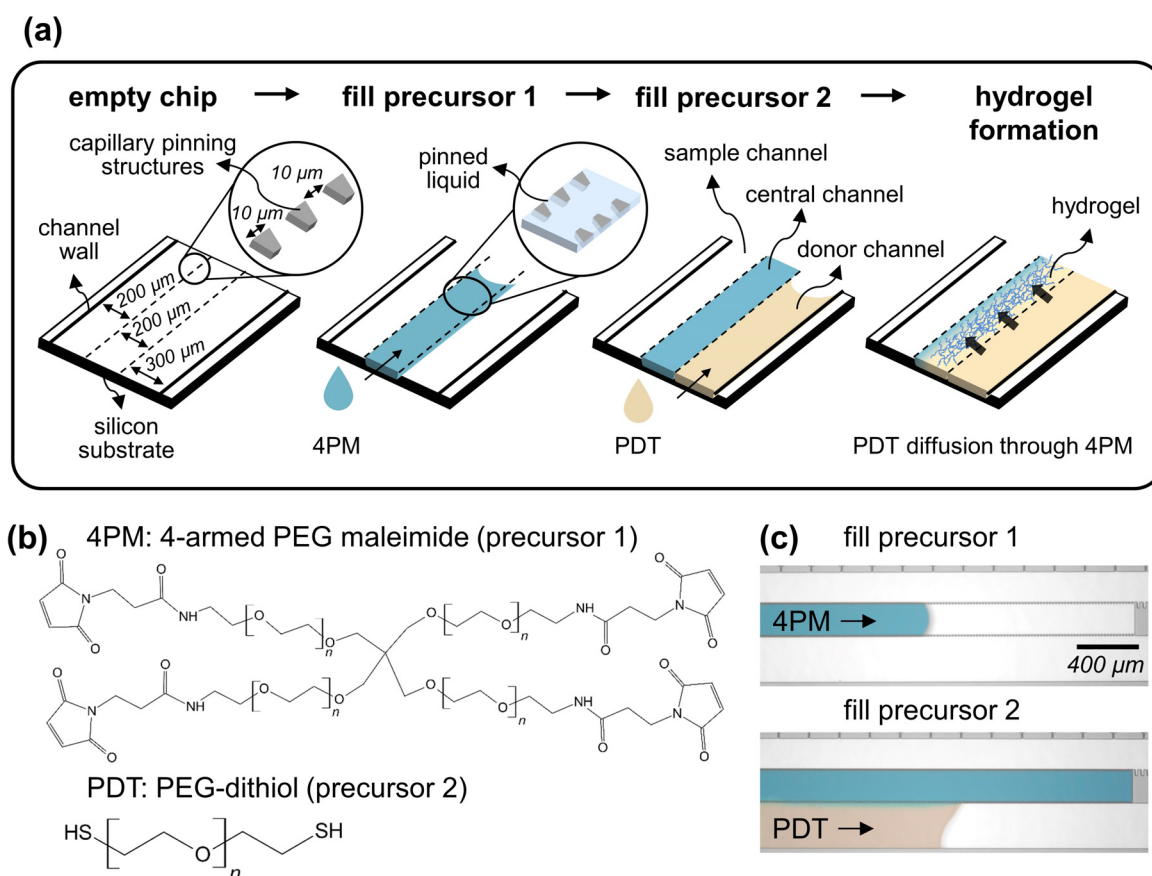 (a)
empty chip → fill precursor 1 → fill precursor 2 → hydrogel
formation
capillary pinning
structures
10 µm
10 µm
channel
wall
200 µm
200 µm
300 µm
silicon
substrate
pinned
liquid
4PM
sample channel
central channel
donor channel
PDT
hydrogel
PDT diffusion through 4PM
(b)
4PM: 4-armed PEG maleimide (precursor 1)
O
O
O
O
N
NH
O
O
n
O
O
n
NH
N
O
O
O
O
O
O
N
NH
O
O
n
O
O
n
NH
N
O
O
O
PDT: PEG-dithiol (precursor 2)
HS
O
n
SH
(c)
fill precursor 1
4PM →
400 µm
fill precursor 2
PDT →